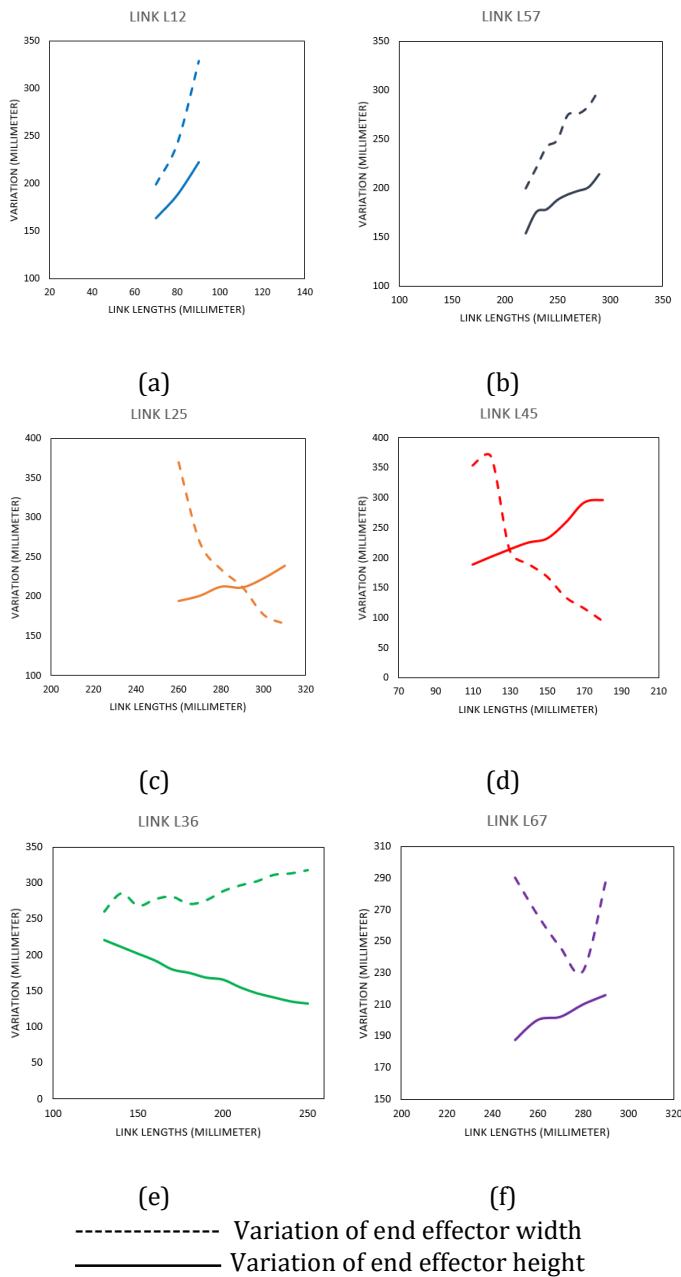 LINK L12
350
300
250
200
150
100
VARIATION (MILLIMETER)
20 40 60 80 100 120 140
LINK LENGTHS (MILLIMETER)
(a)
LINK L57
350
300
250
200
150
100
VARIATION (MILLIMETER)
100 150 200 250 300 350
LINK LENGTHS (MILLIMETER)
(b)
LINK L25
400
350
300
250
200
150
100
VARIATION (MILLIMETER)
200 220 240 260 280 300 320
LINK LENGTHS (MILLIMETER)
(c)
LINK L45
400
350
300
250
200
150
100
50
0
VARIATION (MILLIMETER)
70 90 110 130 150 170 190 210
LINK LENGTHS (MILLIMETER)
(d)
LINK L36
350
300
250
200
150
100
50
0
VARIATION (MILLIMETER)
100 150 200 250
LINK LENGTHS (MILLIMETER)
(e)
LINK L67
310
290
270
250
230
210
190
170
150
VARIATION (MILLIMETER)
200 220 240 260 280 300 320
LINK LENGTHS (MILLIMETER)
(f)
Variation of end effector width
Variation of end effector height